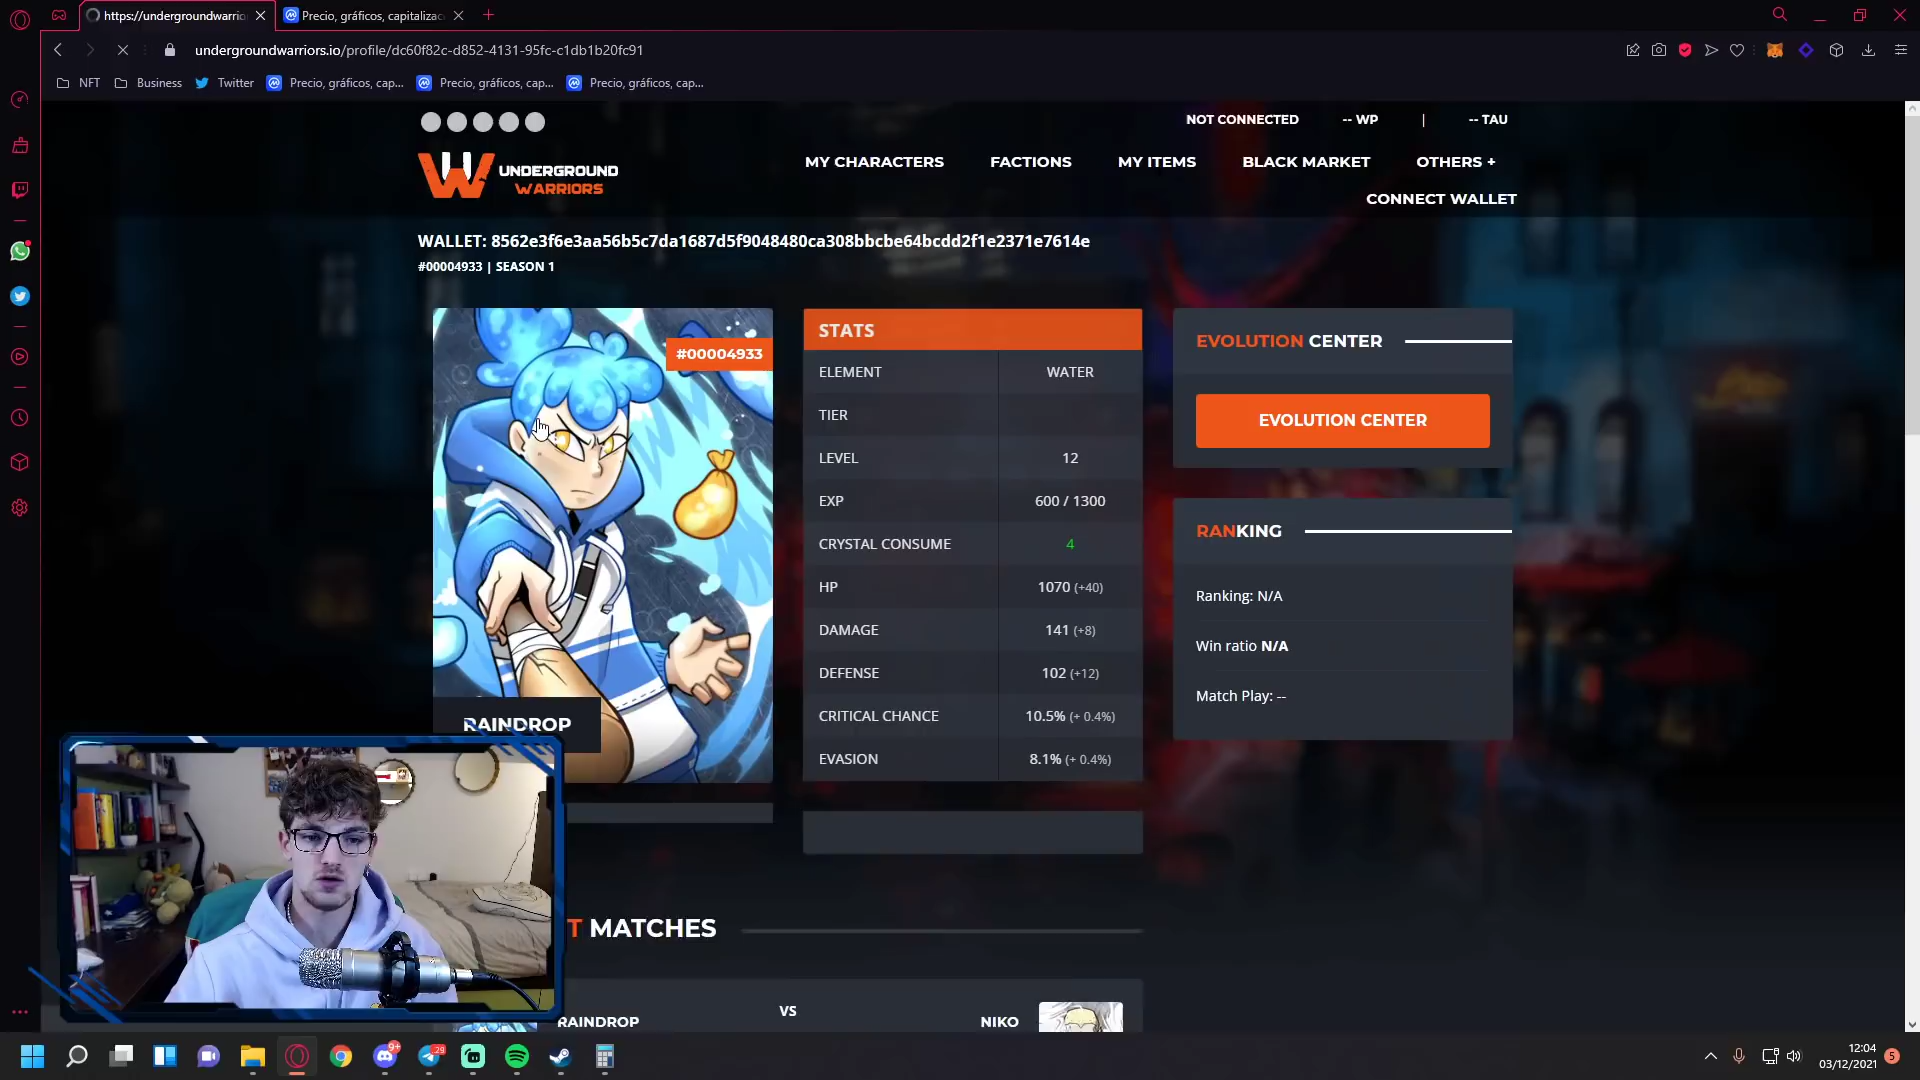 https://undergroundwarrio
Precio, gráficos, capitalizac
undergroundwarriors.io/profile/dc60f82c-d852-4131-95fc-c1db1b20fc91
NFT
Business
Twitter
Precio, gráficos, cap...
Precio, gráficos, cap...
Precio, gráficos, cap...
NOT CONNECTED
-- WP
|
-- TAU
UNDERGROUND
WARRIORS
MY CHARACTERS
FACTIONS
MY ITEMS
BLACK MARKET
OTHERS +
CONNECT WALLET
WALLET: 8562e3f6e3aa56b5c7da1687d5f9048480ca308bbcbe64bcdd2f1e2371e7614e
#00004933 | SEASON 1
#00004933
RAINDROP
STATS
ELEMENT WATER
TIER
LEVEL 12
EXP 600 / 1300
CRYSTAL CONSUME 4
HP 1070 (+40)
DAMAGE 141 (+8)
DEFENSE 102 (+12)
CRITICAL CHANCE 10.5% (+ 0.4%)
EVASION 8.1% (+ 0.4%)
EVOLUTION CENTER
EVOLUTION CENTER
RANKING
Ranking: N/A
Win ratio N/A
Match Play: --
T MATCHES
RAINDROP
VS
NIKO
9+
29
12:04
03/12/2021
5